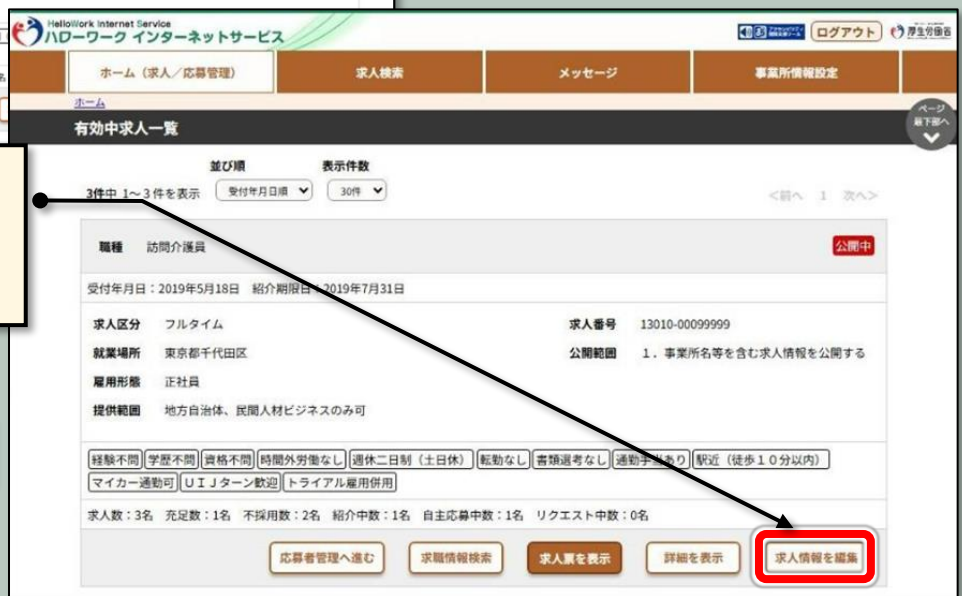 HelloWork Internet Service
ハローワーク インターネットサービス
ログアウト
厚生労働省
ホーム（求人／応募管理）
求人検索
メッセージ
事業所情報設定
ホーム
有効中求人一覧
ページ
最下部へ
並び順
表示件数
3件中 1～3 件を表示
受付年月日順
30件
<前へ 1 次へ>
職種 訪問介護員
公開中
受付年月日：2019年5月18日 紹介期限日：2019年7月31日
求人区分 フルタイム
求人番号 13010-00099999
就業場所 東京都千代田区
公開範囲 １．事業所名等を含む求人情報を公開する
雇用形態 正社員
提供範囲 地方自治体、民間人材ビジネスのみ可
経験不問 学歴不問 資格不問 時間外労働なし 週休二日制（土日休） 転勤なし 書類選考なし 通勤手当あり 駅近（徒歩１０分以内）
マイカー通勤可 ＵＩＪターン歓迎 トライアル雇用併用
求人数：3名 充足数：1名 不採用数：2名 紹介中数：1名 自主応募中数：1名 リクエスト中数：0名
応募者管理へ進む
求職情報検索
求人票を表示
詳細を表示
求人情報を編集